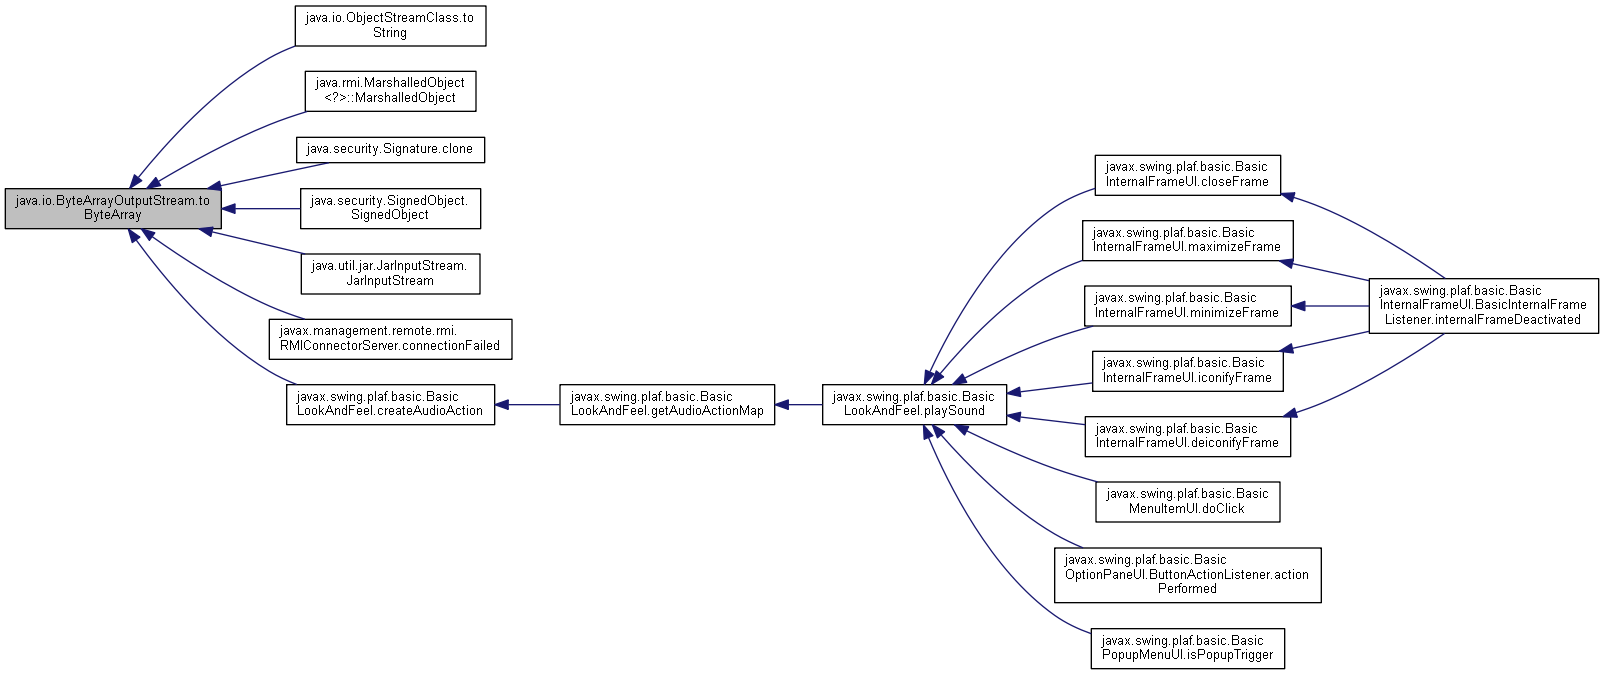 java.io.ObjectStreamClass.to
String
java.rmi.MarshalledObject
<?>::MarshalledObject
java.security.Signature.clone
java.io.ByteArrayOutputStream.to
ByteArray
java.security.SignedObject.
SignedObject
java.util.jar.JarInputStream.
JarInputStream
javax.management.remote.rmi.
RMIConnectorServer.connectionFailed
javax.swing.plaf.basic.Basic
LookAndFeel.createAudioAction
javax.swing.plaf.basic.Basic
LookAndFeel.getAudioActionMap
javax.swing.plaf.basic.Basic
LookAndFeel.playSound
javax.swing.plaf.basic.Basic
InternalFrameUI.closeFrame
javax.swing.plaf.basic.Basic
InternalFrameUI.maximizeFrame
javax.swing.plaf.basic.Basic
InternalFrameUI.minimizeFrame
javax.swing.plaf.basic.Basic
InternalFrameUI.iconifyFrame
javax.swing.plaf.basic.Basic
InternalFrameUI.deiconifyFrame
javax.swing.plaf.basic.Basic
MenuItemUI.doClick
javax.swing.plaf.basic.Basic
OptionPaneUI.ButtonActionListener.action
Performed
javax.swing.plaf.basic.Basic
PopupMenuUI.isPopupTrigger
javax.swing.plaf.basic.Basic
InternalFrameUI.BasicInternalFrame
Listener.internalFrameDeactivated